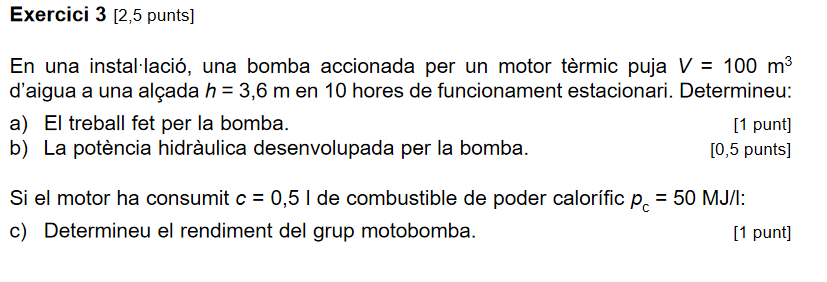 Exercici 3 [2,5 punts]
En una instal·lació, una bomba accionada per un motor tèrmic puja V = 100 m³
d'aigua a una alçada h = 3,6 m en 10 hores de funcionament estacionari. Determineu:
a) El treball fet per la bomba. [1 punt]
b) La potència hidràulica desenvolupada per la bomba. [0,5 punts]
Si el motor ha consumit c = 0,5 l de combustible de poder calorífic p_c = 50 MJ/l:
c) Determineu el rendiment del grup motobomba. [1 punt]